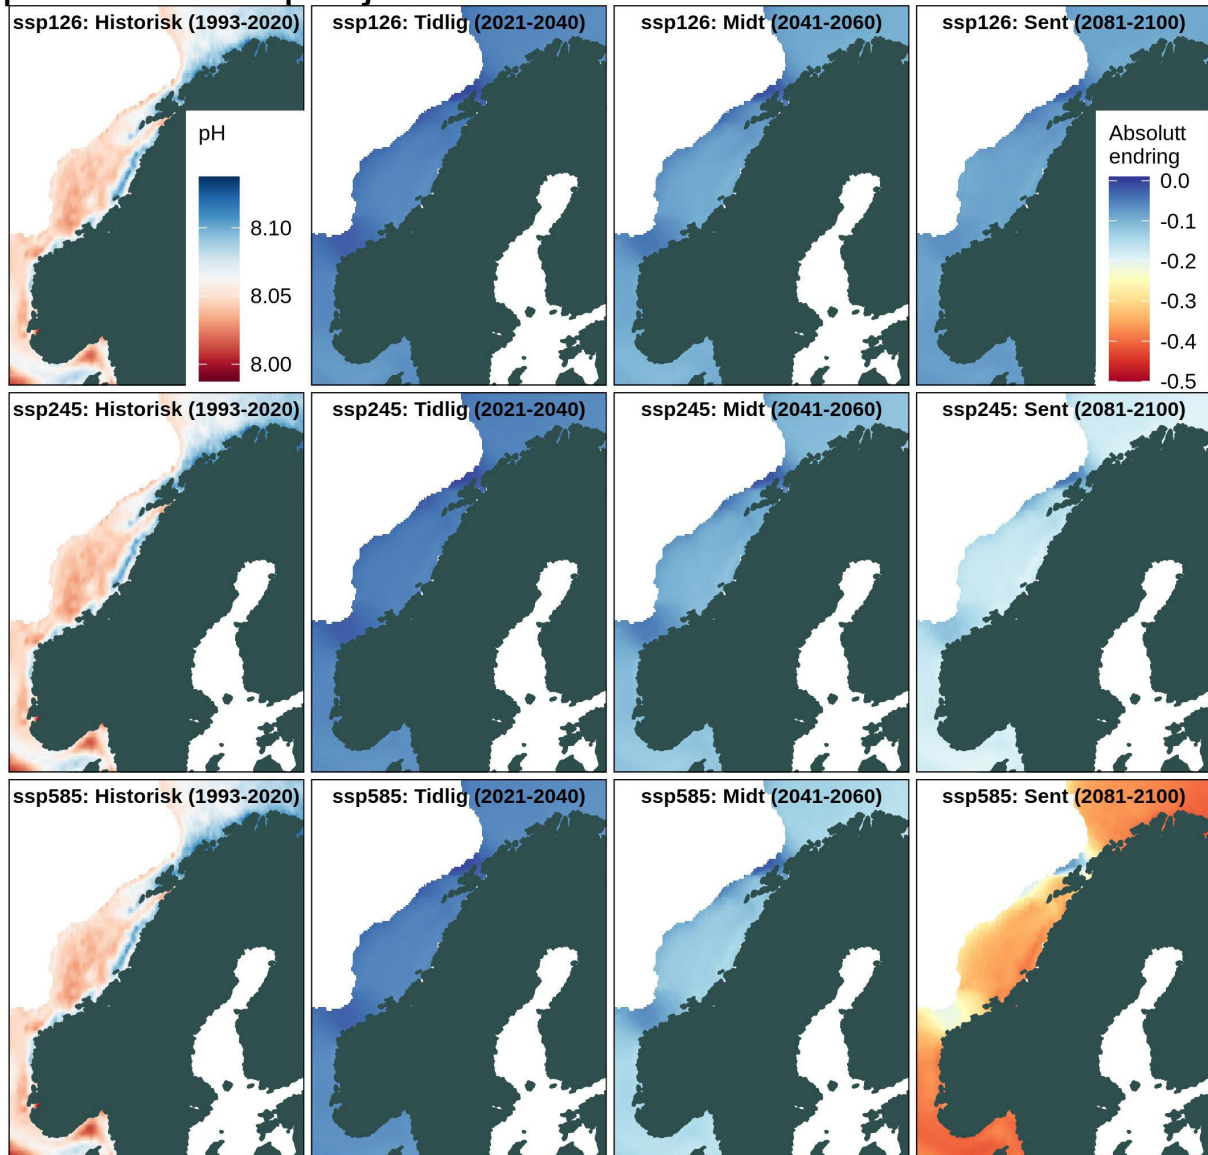 ssp126: Historisk (1993-2020)
ssp126: Tidlig (2021-2040)
ssp126: Midt (2041-2060)
ssp126: Sent (2081-2100)
pH
8.10
8.05
8.00
Absolutt
endring
0.0
-0.1
-0.2
-0.3
-0.4
-0.5
ssp245: Historisk (1993-2020)
ssp245: Tidlig (2021-2040)
ssp245: Midt (2041-2060)
ssp245: Sent (2081-2100)
ssp585: Historisk (1993-2020)
ssp585: Tidlig (2021-2040)
ssp585: Midt (2041-2060)
ssp585: Sent (2081-2100)